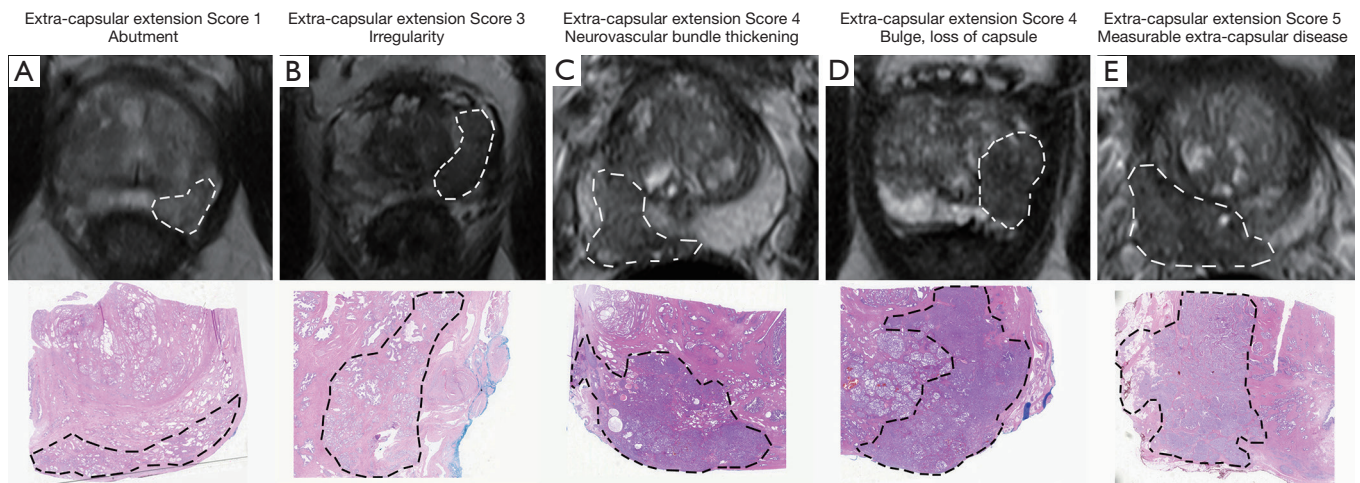 Extra-capsular extension Score 1
Abutment
Extra-capsular extension Score 3
Irregularity
Extra-capsular extension Score 4
Neurovascular bundle thickening
Extra-capsular extension Score 4
Bulge, loss of capsule
Extra-capsular extension Score 5
Measurable extra-capsular disease
A
B
C
D
E